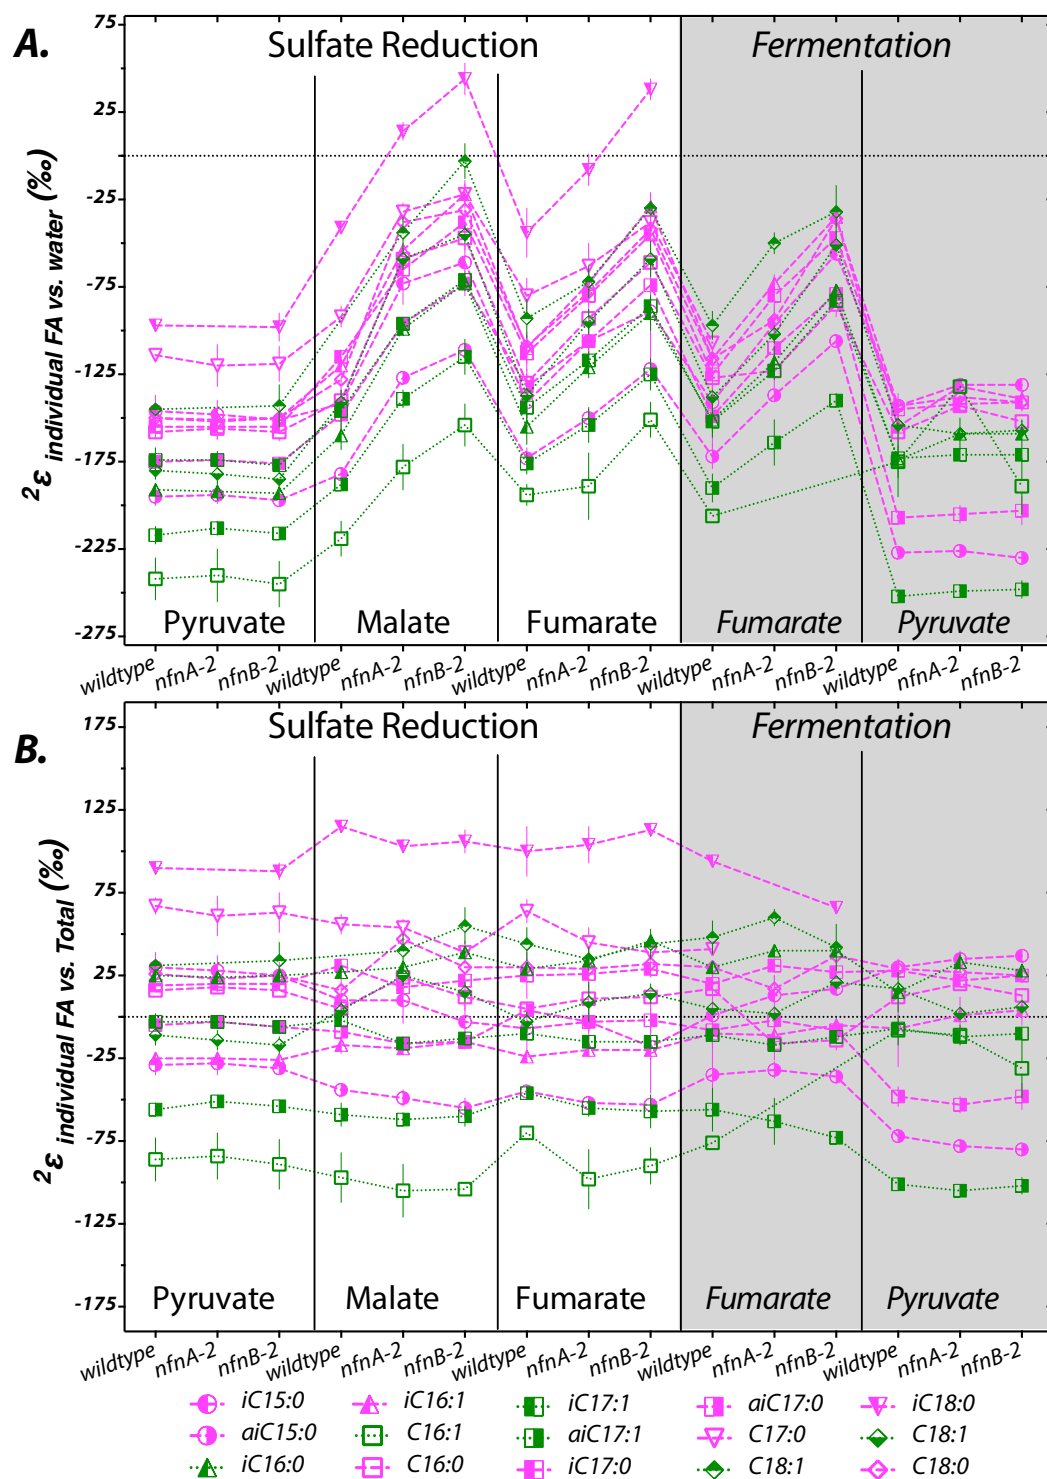 A.
Sulfate Reduction Fermentation
75
25
-25
-75
-125
-175
-225
-275
2ε individual FA vs. water (‰)
Pyruvate Malate Fumarate Fumarate Pyruvate
wildtype nfnA-2 nfnB-2 wildtype nfnA-2 nfnB-2 wildtype nfnA-2 nfnB-2 wildtype nfnA-2 nfnB-2 wildtype nfnA-2 nfnB-2
B.
Sulfate Reduction Fermentation
175
125
75
25
-25
-75
-125
-175
2ε individual FA vs. Total (‰)
Pyruvate Malate Fumarate Fumarate Pyruvate
wildtype nfnA-2 nfnB-2 wildtype nfnA-2 nfnB-2 wildtype nfnA-2 nfnB-2 wildtype nfnA-2 nfnB-2 wildtype nfnA-2 nfnB-2
iC15:0 iC16:1 iC17:1 aiC17:0 iC18:0
aiC15:0 C16:1 aiC17:1 C17:0 C18:1
iC16:0 C16:0 iC17:0 C18:1 C18:0